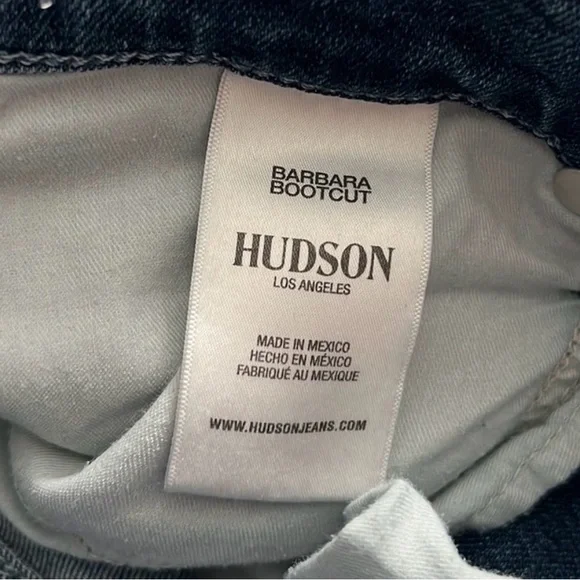 BARBARA
BOOTCUT
HUDSON
LOS ANGELES
MADE IN MEXICO
HECHO EN MÉXICO
FABRIQUÉ AU MEXIQUE
WWW.HUDSONJEANS.COM